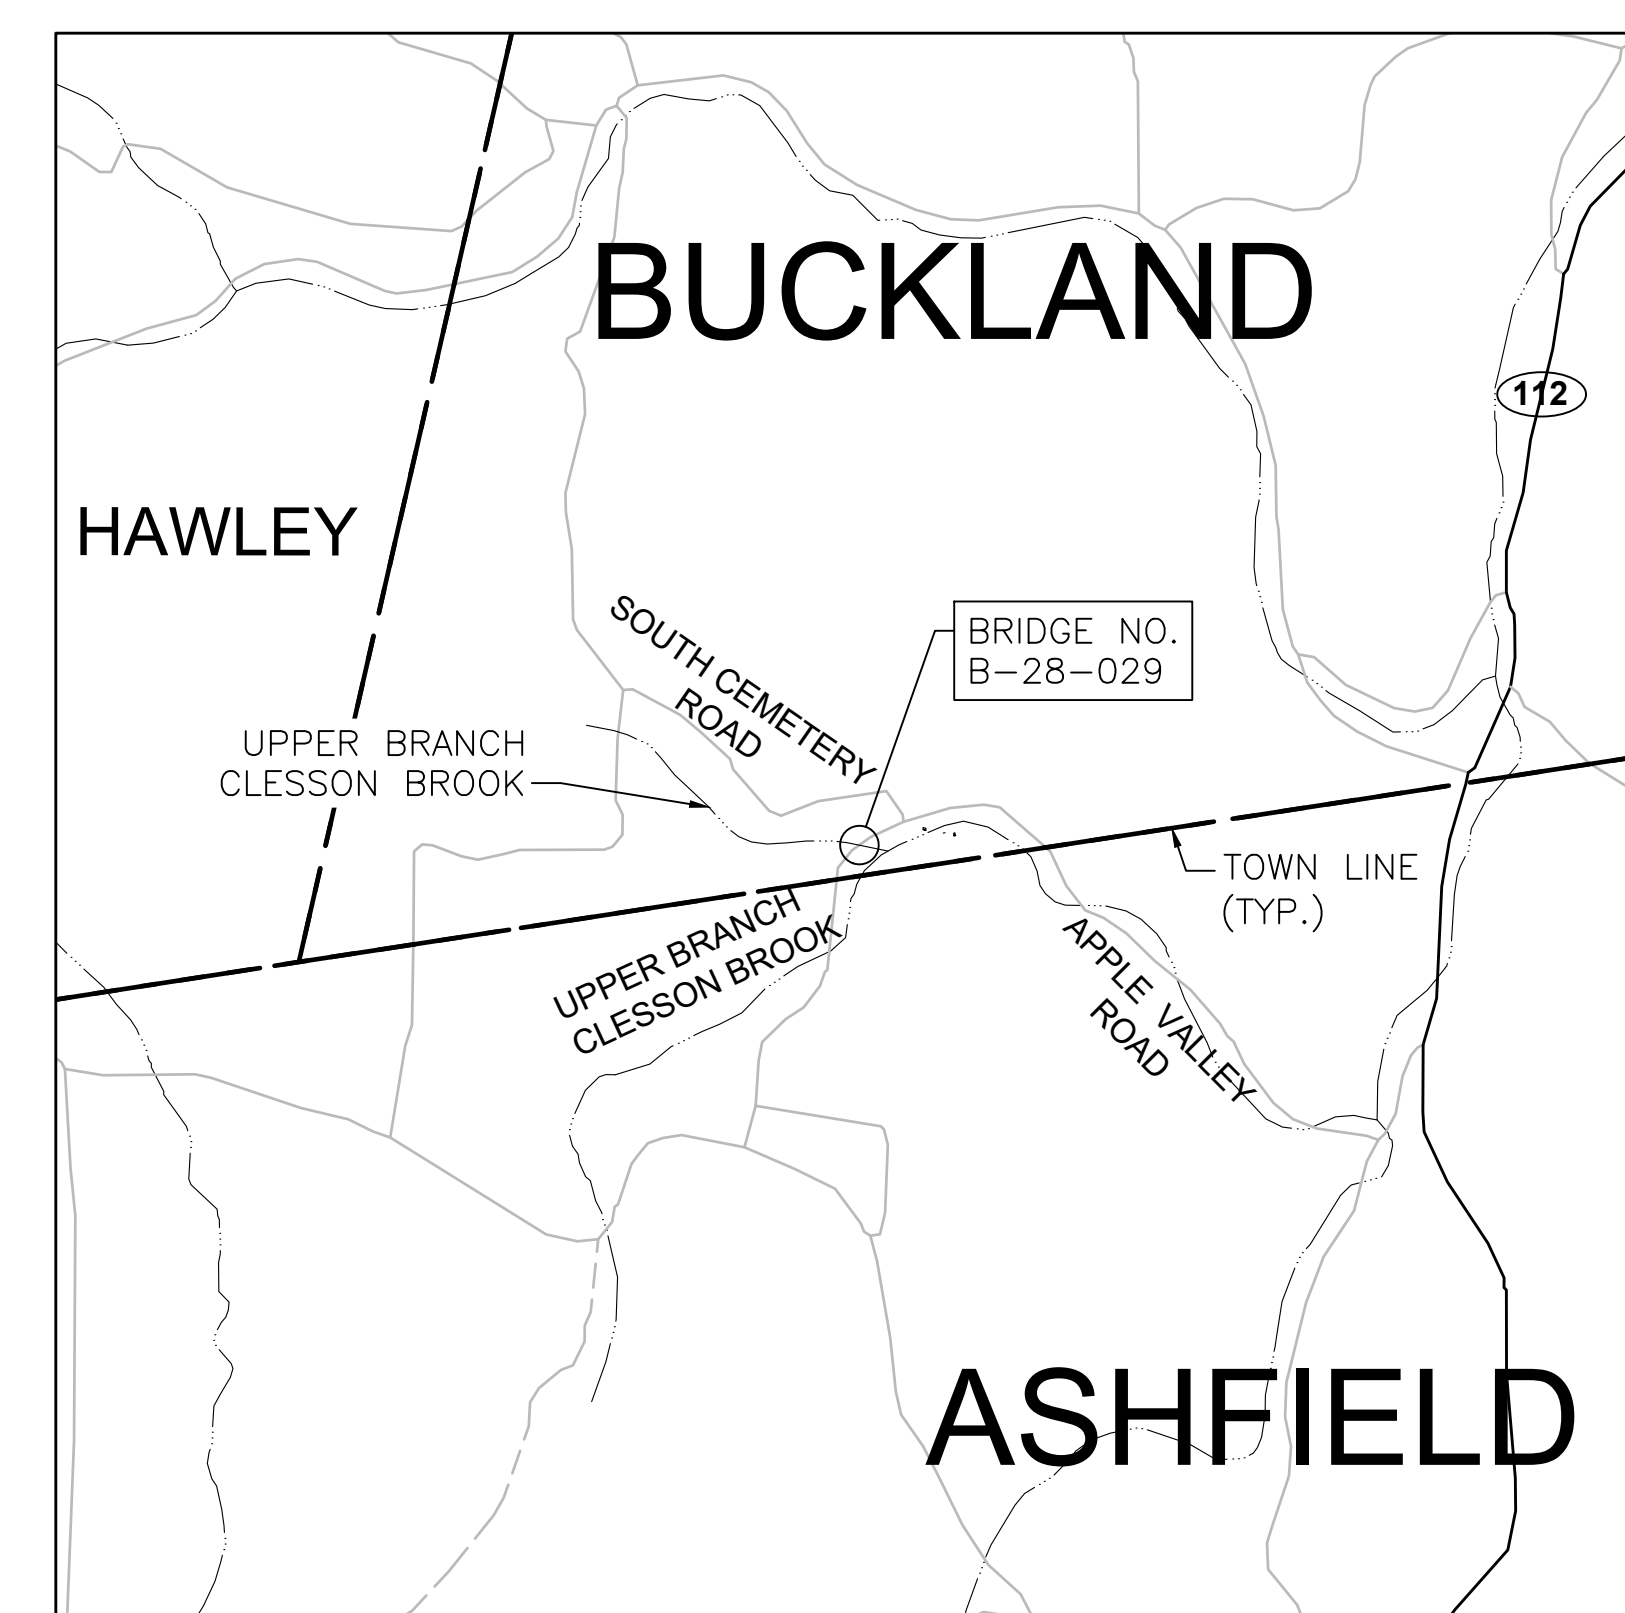 BUCKLAND
112
HAWLEY
SOUTH CEMETERY
ROAD
BRIDGE NO.
B-28-029
UPPER BRANCH
CLESSON BROOK
TOWN LINE
(TYP.)
UPPER BRANCH
CLESSON BROOK
APPLE VALLEY
ROAD
ASHFIELD